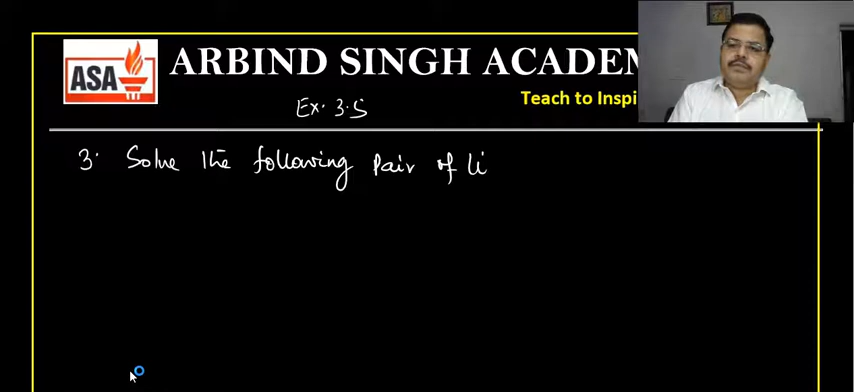 ASA
ARBIND SINGH ACADEM
Teach to Inspi
Ex. 3.5
3. Solve the following Pair of li